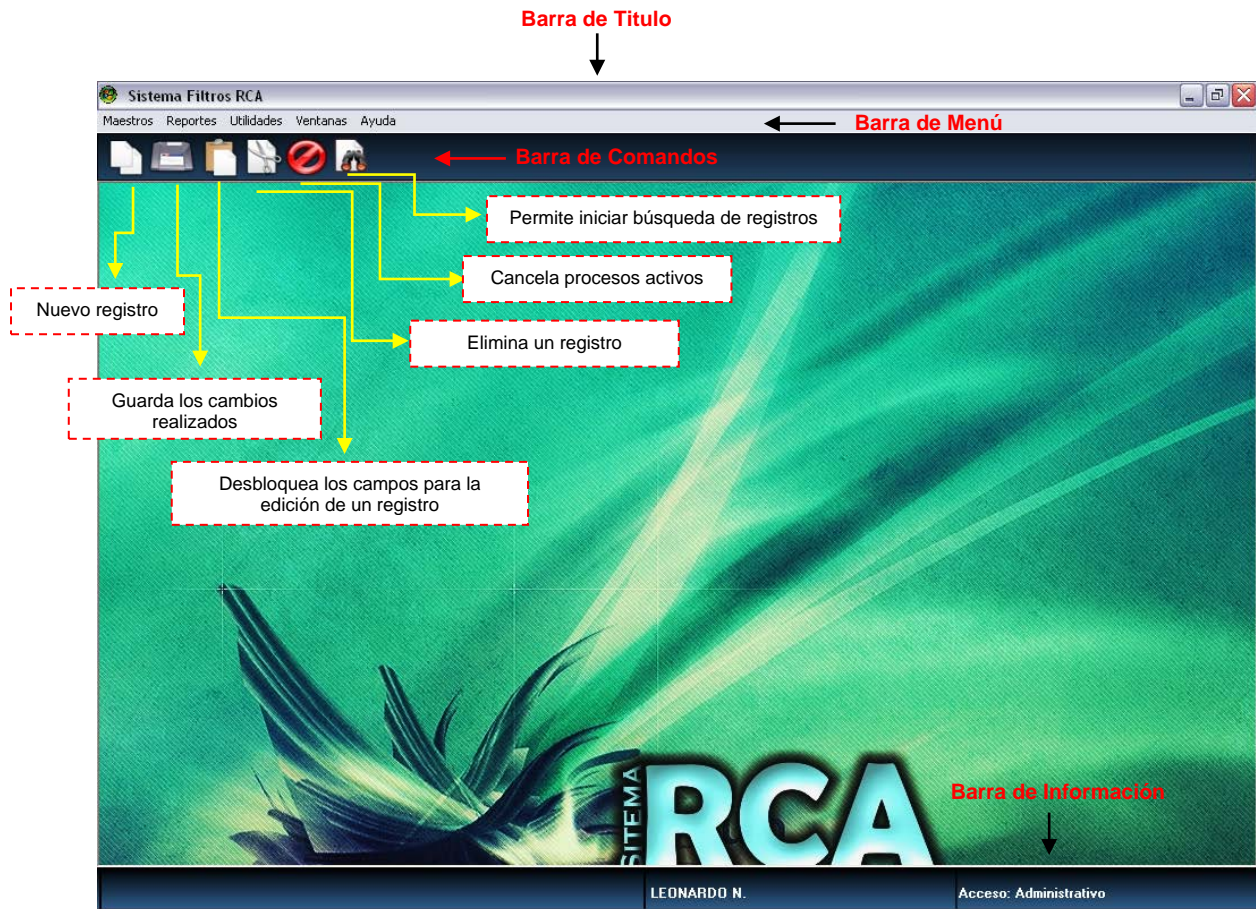 Barra de Titulo
Sistema Filtros RCA
Maestros Reportes Utilidades Ventanas Ayuda
Barra de Menú
Barra de Comandos
Permite iniciar búsqueda de registros
Cancela procesos activos
Nuevo registro
Elimina un registro
Guarda los cambios
realizados
Desbloquea los campos para la
edición de un registro
SITEMA
RCA
Barra de Información
LEONARDO N.
Acceso: Administrativo